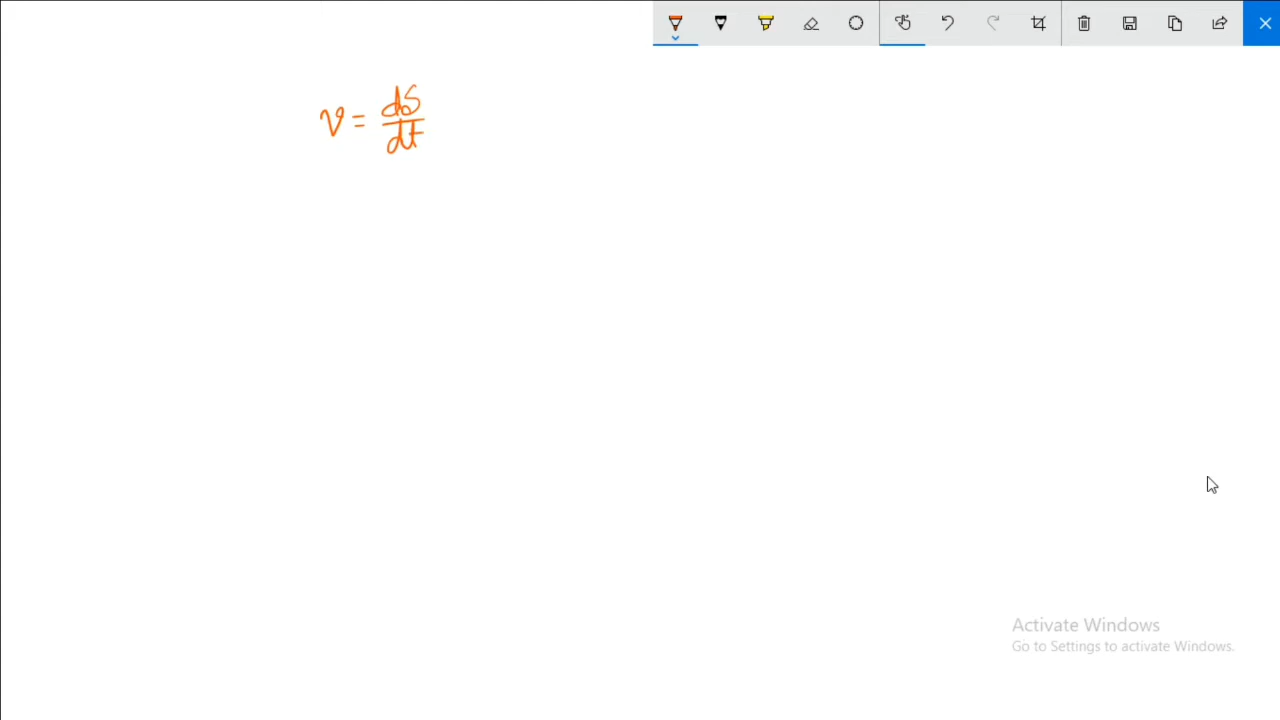 v = dS/dt
Activate Windows
Go to Settings to activate Windows.